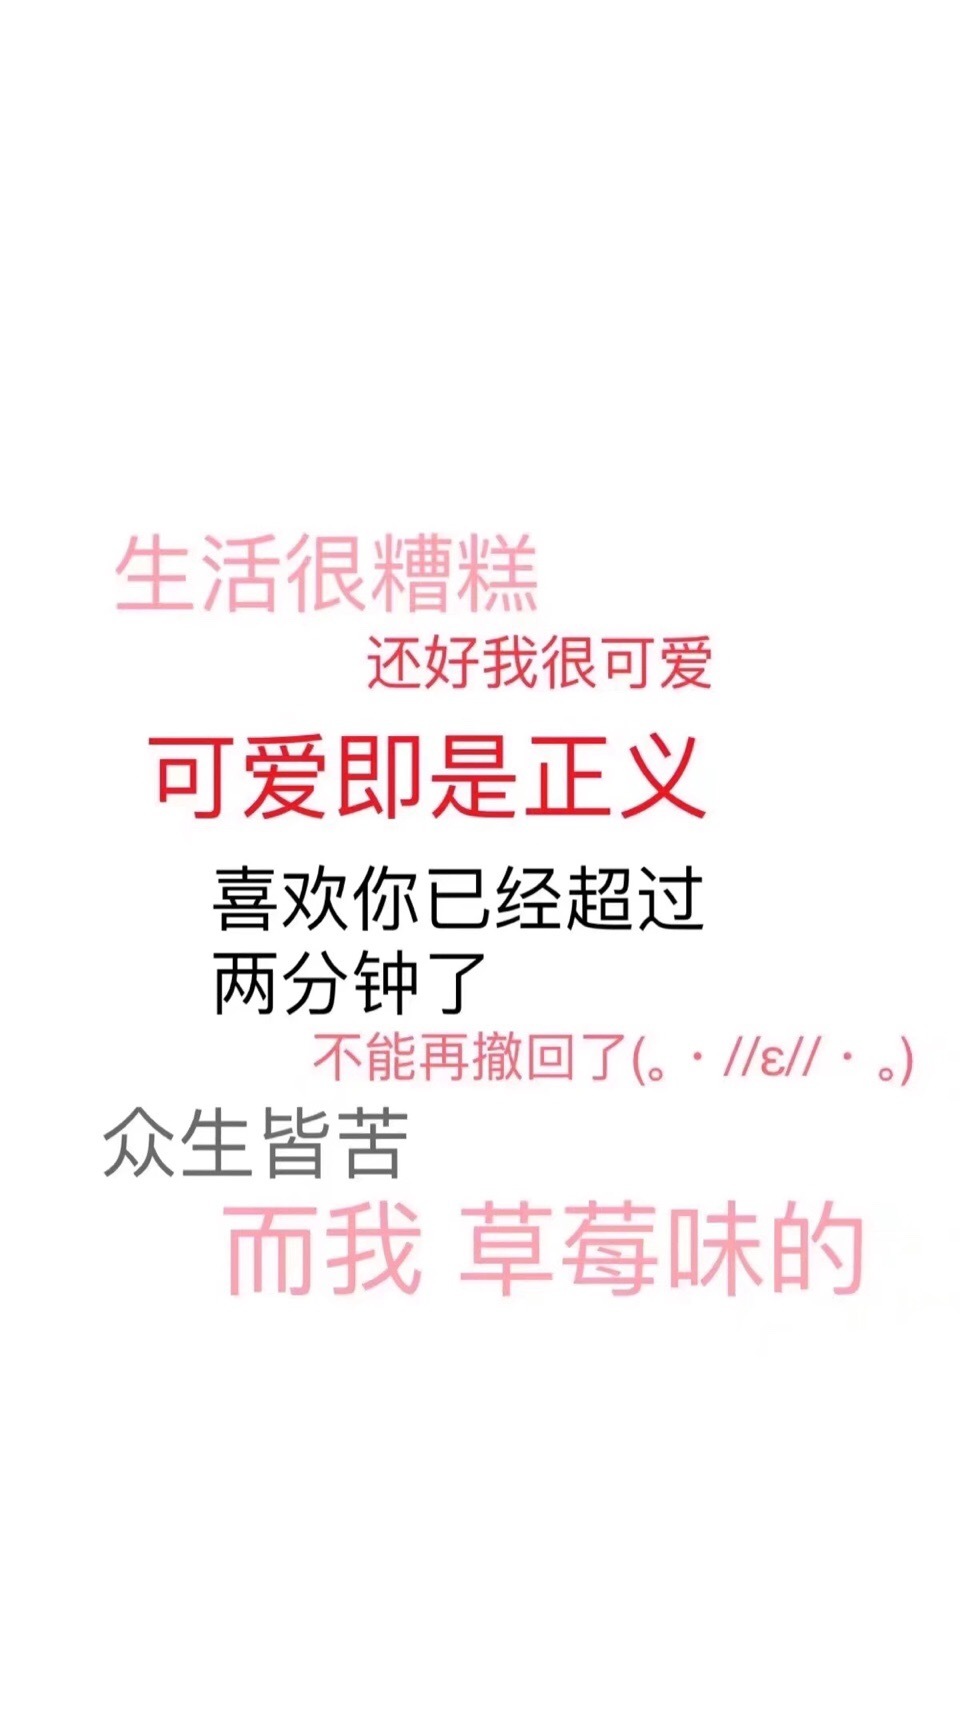 生活很糟糕
还好我很可爱
可爱即是正义
喜欢你已经超过
两分钟了
不能再撤回了(。・//ε//・。)
众生皆苦
而我 草莓味的